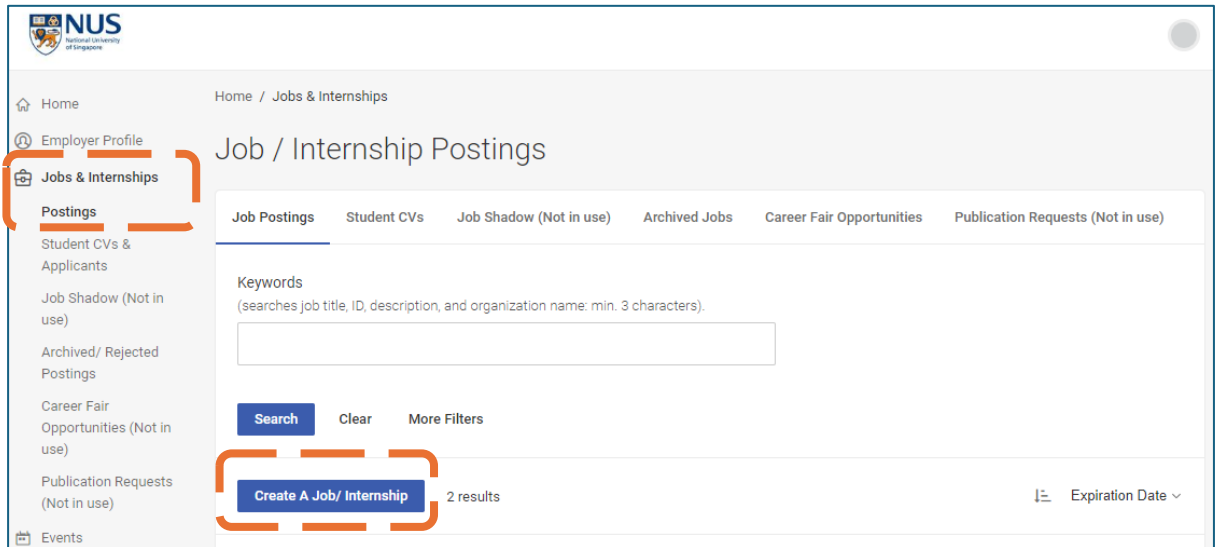 NUS
National University
of Singapore
Home
Employer Profile
Jobs & Internships
Postings
Student CVs &
Applicants
Job Shadow (Not in
use)
Archived/ Rejected
Postings
Career Fair
Opportunities (Not in
use)
Publication Requests
(Not in use)
Events
Home / Jobs & Internships
Job / Internship Postings
Job Postings Student CVs Job Shadow (Not in use) Archived Jobs Career Fair Opportunities Publication Requests (Not in use)
Keywords
(searches job title, ID, description, and organization name: min. 3 characters).
Search Clear More Filters
Create A Job/ Internship 2 results Expiration Date